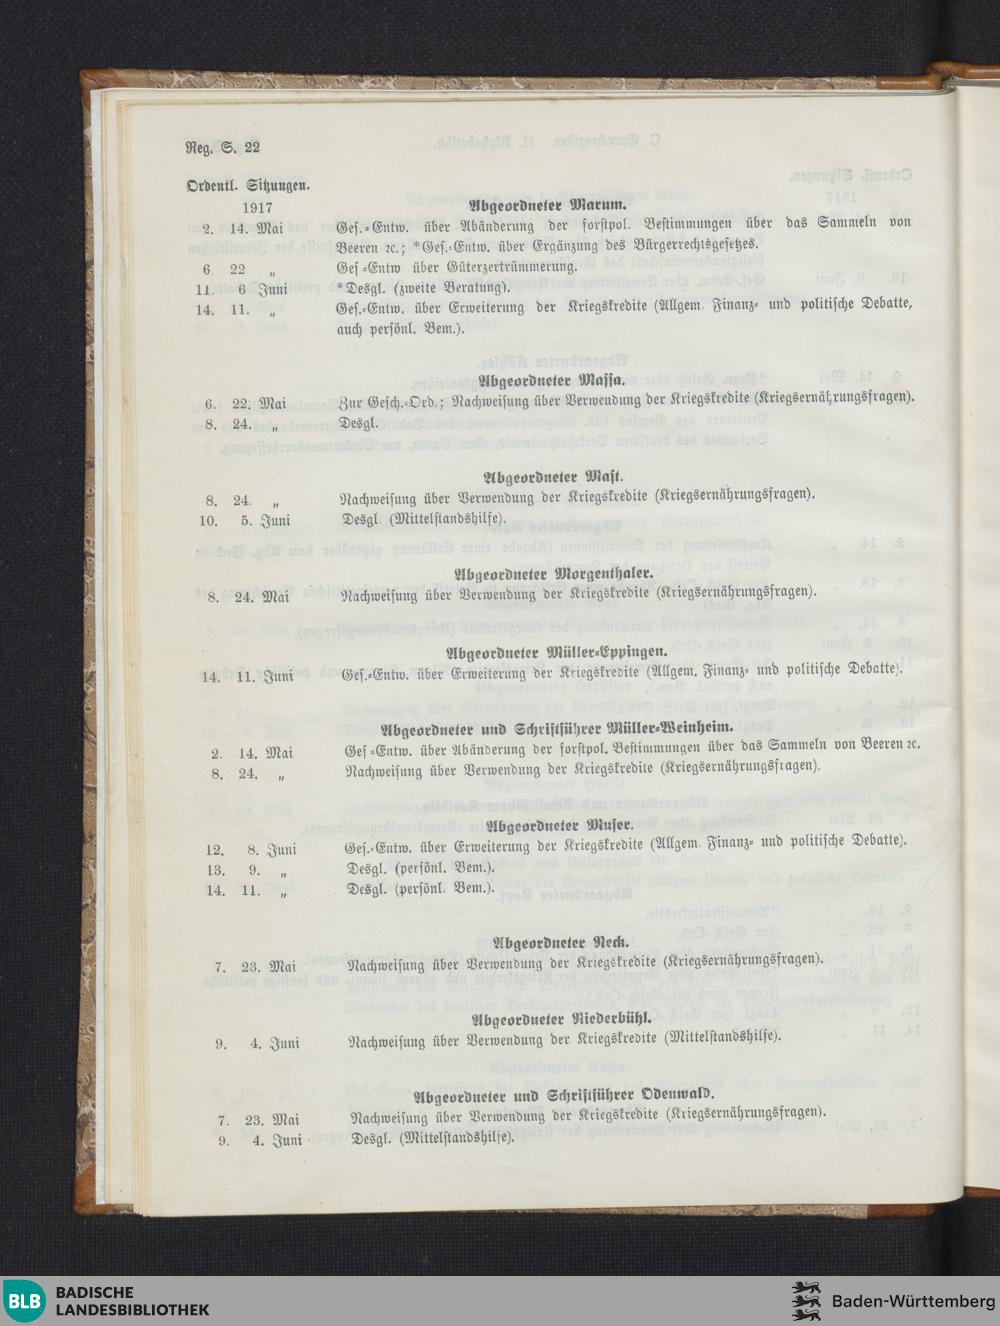 Reg. S. 22
Ordentl. Sitzungen.
1917
Abgeordneter Marum.
2. 14. Mai Ges.=Entw. über Abänderung der forstpol. Bestimmungen über das Sammeln von
Beeren ꝛc.; *Ges.=Entw. über Ergänzung des Bürgerrechtsgesetzes.
6 22 „ Ges =Entw über Güterzertrümmerung.
11. 6 Juni *Desgl. (zweite Beratung).
14. 11. „ Ges.=Entw. über Erweiterung der Kriegskredite (Allgem. Finanz= und politische Debatte,
auch persönl. Bem.).
Abgeordneter Massa.
6. 22. Mai Zur Gesch.=Ord.; Nachweisung über Verwendung der Kriegskredite (Kriegsernährungsfragen).
8. 24. „ Desgl.
Abgeordneter Mast.
8. 24. „ Nachweisung über Verwendung der Kriegskredite (Kriegsernährungsfragen).
10. 5. Juni Desgl. (Mittelstandshilfe).
Abgeordneter Morgenthaler.
8. 24. Mai Nachweisung über Verwendung der Kriegskredite (Kriegsernährungsfragen).
Abgeordneter Müller=Eppingen.
14. 11. Juni Ges.=Entw. über Erweiterung der Kriegskredite (Allgem. Finanz= und politische Debatte).
Abgeordneter und Schriftführer Müller=Weinheim.
2. 14. Mai Ges =Entw. über Abänderung der forstpol. Bestimmungen über das Sammeln von Beeren ꝛc.
8. 24. „ Nachweisung über Verwendung der Kriegskredite (Kriegsernährungsfragen).
Abgeordneter Muser.
12. 8. Juni Ges.=Entw. über Erweiterung der Kriegskredite (Allgem. Finanz= und politische Debatte).
13. 9. „ Desgl. (persönl. Bem.).
14. 11. „ Desgl. (persönl. Bem.).
Abgeordneter Neck.
7. 23. Mai Nachweisung über Verwendung der Kriegskredite (Kriegsernährungsfragen).
Abgeordneter Niederbühl.
9. 4. Juni Nachweisung über Verwendung der Kriegskredite (Mittelstandshilfe).
Abgeordneter und Schriftführer Odenwald.
7. 23. Mai Nachweisung über Verwendung der Kriegskredite (Kriegsernährungsfragen).
9. 4. Juni Desgl. (Mittelstandshilfe).
BLB BADISCHE
LANDESBIBLIOTHEK
Baden-Württemberg